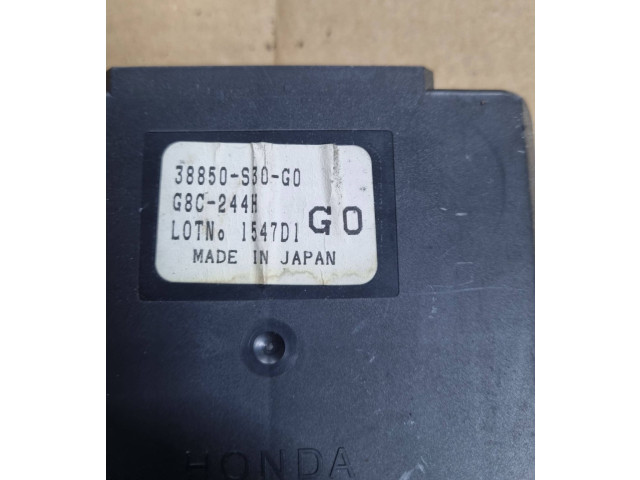 38850-S30-G0
G8C-244H
LOTNo 1547D1 G0
MADE IN JAPAN
HONDA